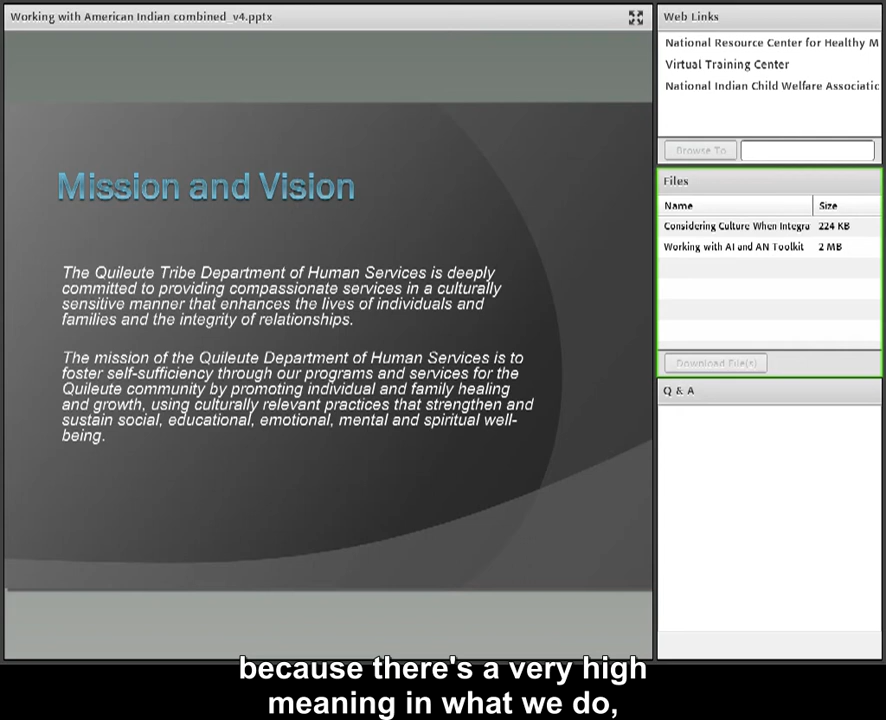 Working with American Indian combined_v4.pptx
Mission and Vision
The Quileute Tribe Department of Human Services is deeply
committed to providing compassionate services in a culturally
sensitive manner that enhances the lives of individuals and
families and the integrity of relationships.
The mission of the Quileute Department of Human Services is to
foster self-sufficiency through our programs and services for the
Quileute community by promoting individual and family healing
and growth, using culturally relevant practices that strengthen and
sustain social, educational, emotional, mental and spiritual well-
being.
Web Links
National Resource Center for Healthy M
Virtual Training Center
National Indian Child Welfare Associatic
Browse To
Files
Name Size
Considering Culture When Integra 224 KB
Working with AI and AN Toolkit 2 MB
Download File(s)
Q & A
because there's a very high
meaning in what we do,